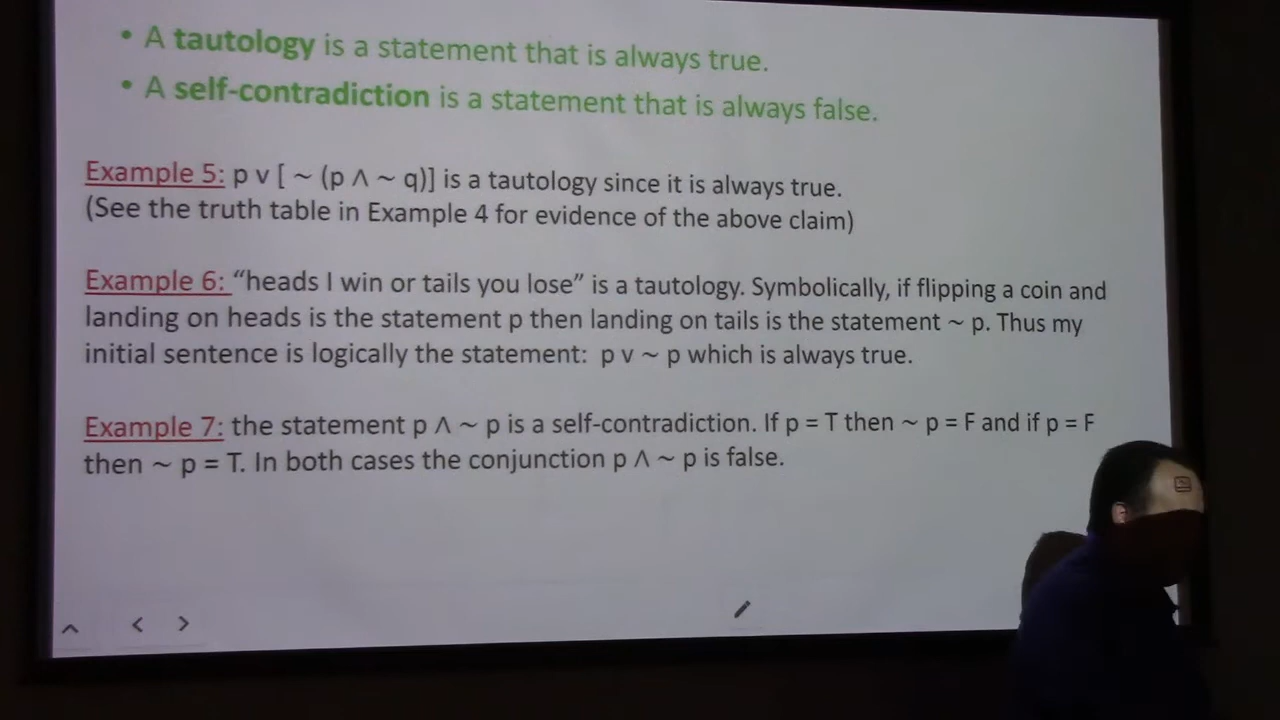 • A tautology is a statement that is always true.
• A self-contradiction is a statement that is always false.
Example 5: p v [ ~ (p ∧ ~ q)] is a tautology since it is always true.
(See the truth table in Example 4 for evidence of the above claim)
Example 6: “heads I win or tails you lose” is a tautology. Symbolically, if flipping a coin and
landing on heads is the statement p then landing on tails is the statement ~ p. Thus my
initial sentence is logically the statement: p v ~ p which is always true.
Example 7: the statement p ∧ ~ p is a self-contradiction. If p = T then ~ p = F and if p = F
then ~ p = T. In both cases the conjunction p ∧ ~ p is false.